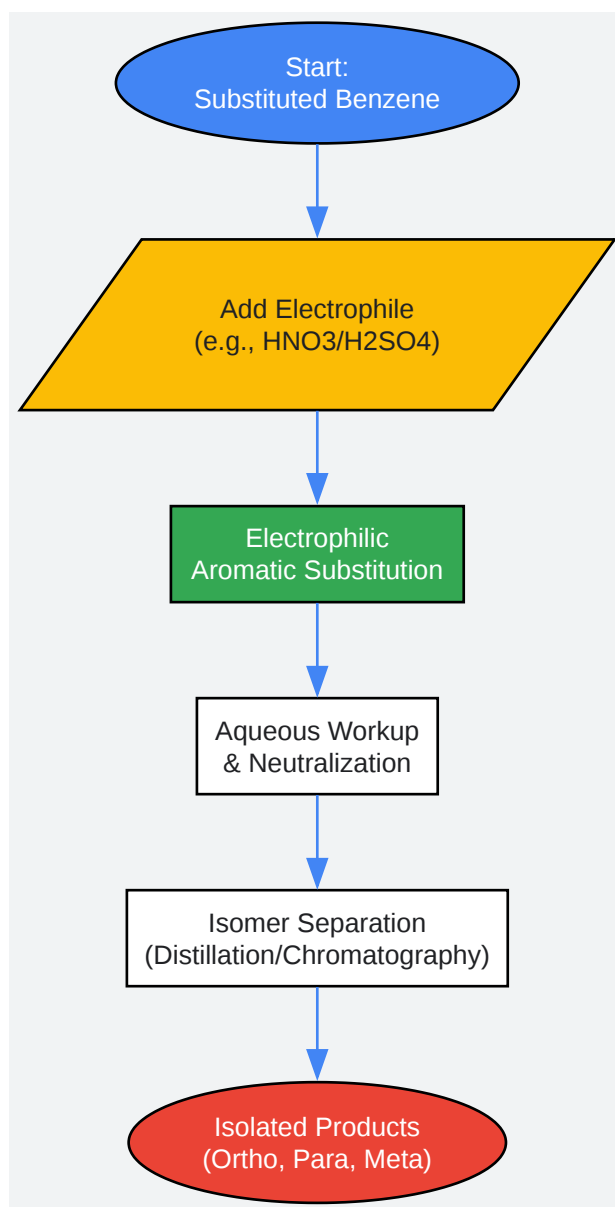 Start:
Substituted Benzene
Add Electrophile
(e.g., HNO3/H2SO4)
Electrophilic
Aromatic Substitution
Aqueous Workup
& Neutralization
Isomer Separation
(Distillation/Chromatography)
Isolated Products
(Ortho, Para, Meta)